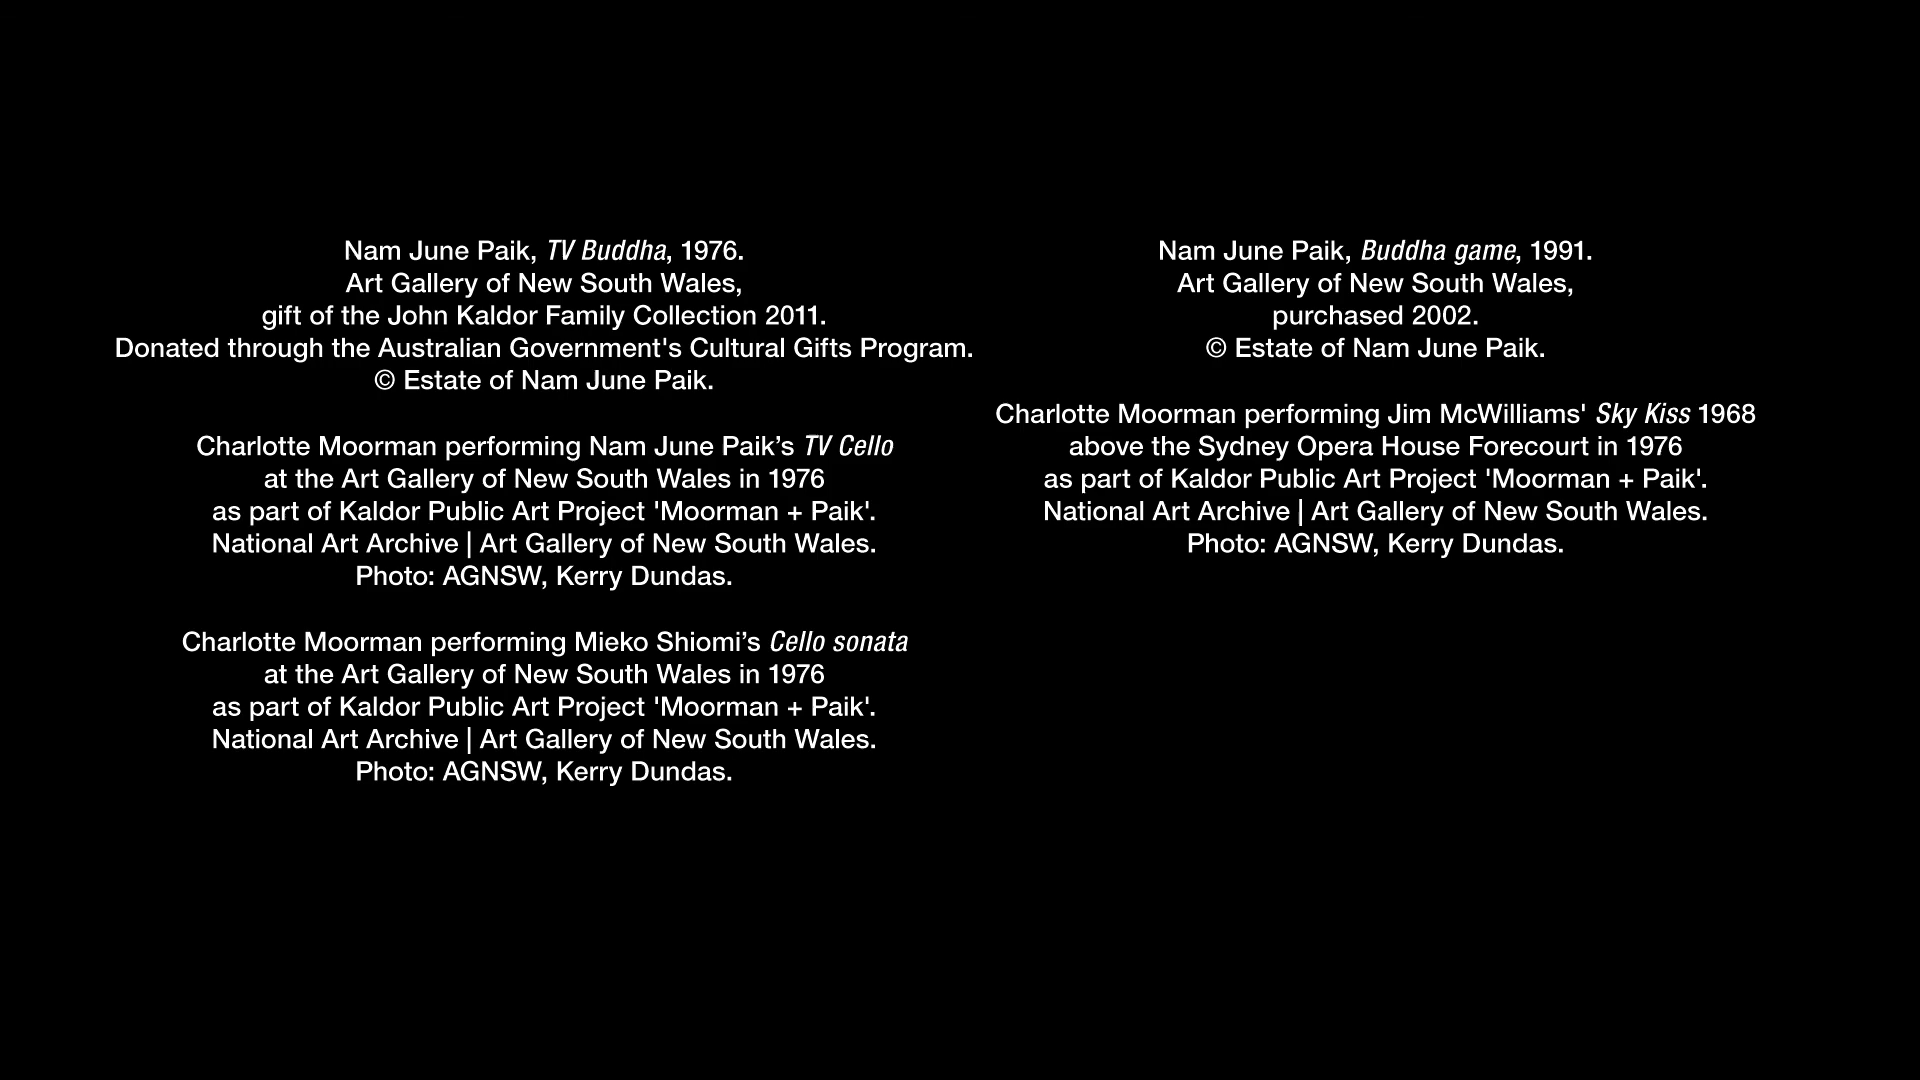 Nam June Paik, TV Buddha, 1976.
Art Gallery of New South Wales,
gift of the John Kaldor Family Collection 2011.
Donated through the Australian Government's Cultural Gifts Program.
© Estate of Nam June Paik.
Charlotte Moorman performing Nam June Paik’s TV Cello
at the Art Gallery of New South Wales in 1976
as part of Kaldor Public Art Project 'Moorman + Paik'.
National Art Archive | Art Gallery of New South Wales.
Photo: AGNSW, Kerry Dundas.
Charlotte Moorman performing Mieko Shiomi’s Cello sonata
at the Art Gallery of New South Wales in 1976
as part of Kaldor Public Art Project 'Moorman + Paik'.
National Art Archive | Art Gallery of New South Wales.
Photo: AGNSW, Kerry Dundas.
Nam June Paik, Buddha game, 1991.
Art Gallery of New South Wales,
purchased 2002.
© Estate of Nam June Paik.
Charlotte Moorman performing Jim McWilliams' Sky Kiss 1968
above the Sydney Opera House Forecourt in 1976
as part of Kaldor Public Art Project 'Moorman + Paik'.
National Art Archive | Art Gallery of New South Wales.
Photo: AGNSW, Kerry Dundas.